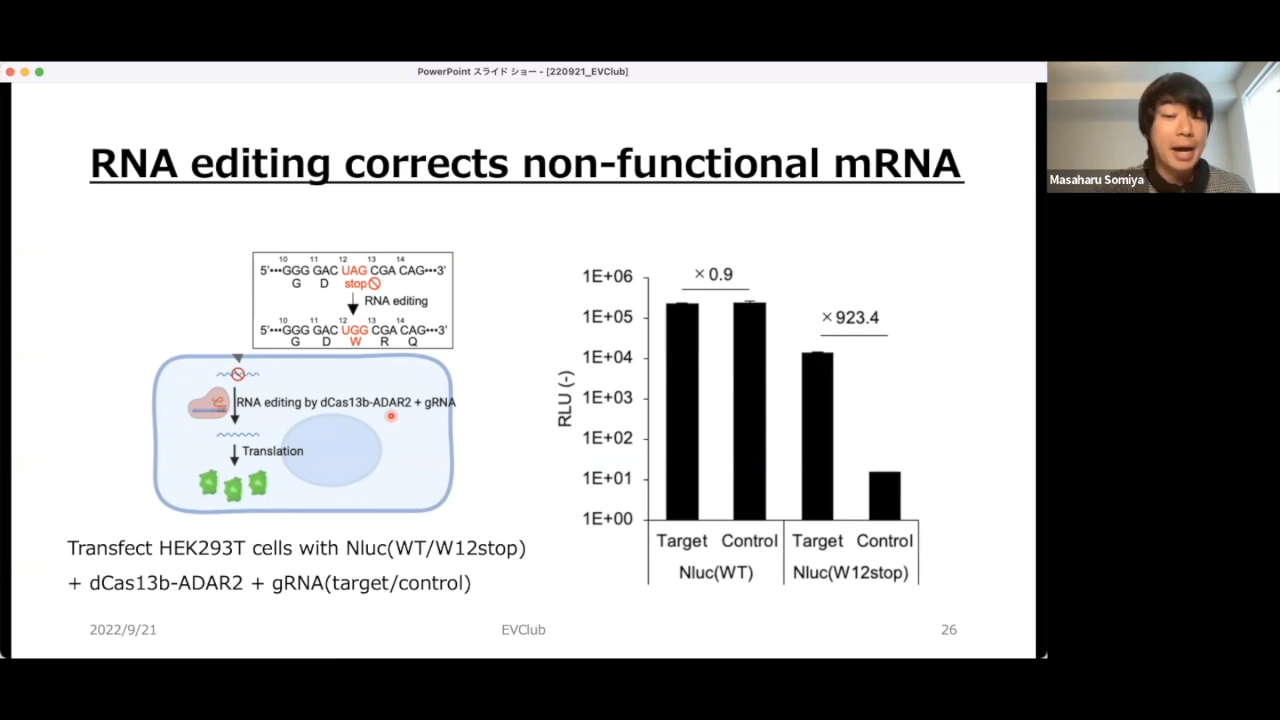 PowerPoint スライド ショー - [220921_EVClub]
Masaharu Somiya
RNA editing corrects non-functional mRNA
10 11 12 13 14
5'···GGG GAC UAG CGA CAG···3'
G D stop
RNA editing
10 11 12 13 14
5'···GGG GAC UGG CGA CAG···3'
G D W R Q
RNA editing by dCas13b-ADAR2 + gRNA
Translation
Transfect HEK293T cells with Nluc(WT/W12stop)
+ dCas13b-ADAR2 + gRNA(target/control)
RLU (-)
1E+06
1E+05
1E+04
1E+03
1E+02
1E+01
1E+00
×0.9
×923.4
Target Control Target Control
Nluc(WT) Nluc(W12stop)
2022/9/21 EVClub 26